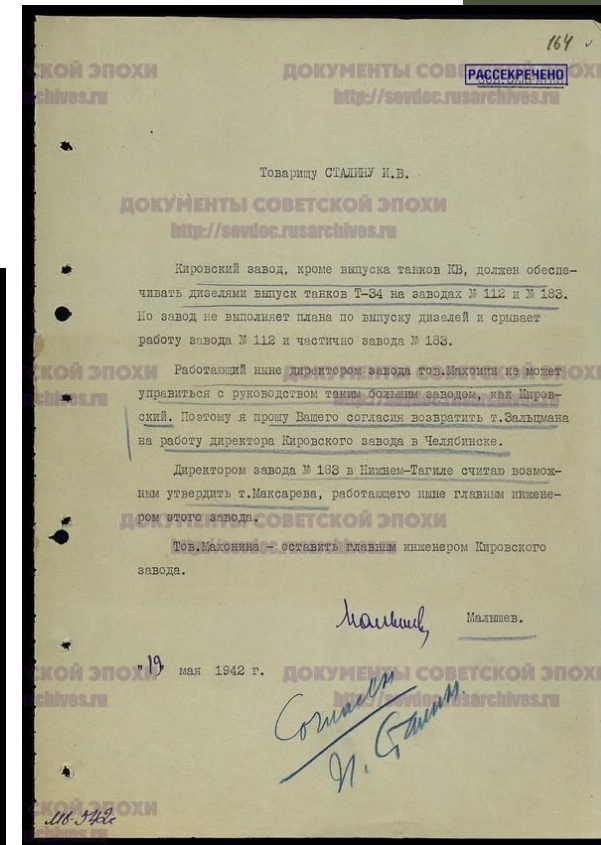 164
РАССЕКРЕЧЕНО
Товарищу СТАЛИНУ И.В.
ДОКУМЕНТЫ СОВЕТСКОЙ ЭПОХИ
http://sovdoc.rusarchives.ru
Кировский завод, кроме выпуска танков КВ, должен обеспе-
чивать дизелями выпуск танков Т-34 на заводах № 112 и № 183.
Но завод не выполняет плана по выпуску дизелей и срывает
работу завода № 112 и частично завода № 183.
Работающий ныне директором завода тов.Махонин не может
управиться с руководством таким большим заводом, как Киров-
ский. Поэтому я прошу Вашего согласия возвратить т.Зальцмана
на работу директора Кировского завода в Челябинске.
Директором завода № 183 в Нижнем-Тагиле считаю возмож-
ным утвердить т.Максарева, работающего ныне главным инжене-
ром этого завода.
Тов.Махонина - оставить главным инженером Кировского
завода.
Малышев Малышев.
"19 мая 1942 г.
Согласен
И. Сталин.